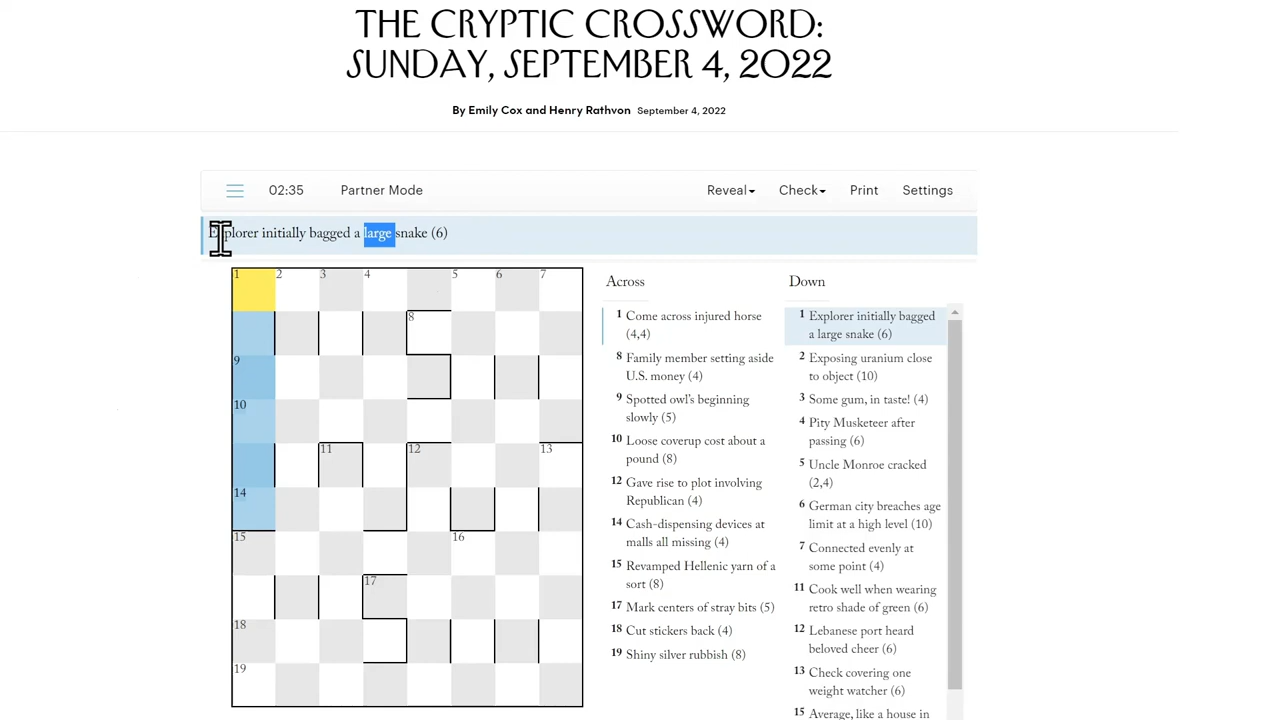 THE CRYPTIC CROSSWORD:
SUNDAY, SEPTEMBER 4, 2022
By Emily Cox and Henry Rathvon September 4, 2022
02:35 Partner Mode Reveal Check Print Settings
Explorer initially bagged a large snake (6)
1 2 3 4 5 6 7
8
9
10
11 12 13
14
15 16
17
18
19
Across
1 Come across injured horse
(4,4)
8 Family member setting aside
U.S. money (4)
9 Spotted owl's beginning
slowly (5)
10 Loose coverup cost about a
pound (8)
12 Gave rise to plot involving
Republican (4)
14 Cash-dispensing devices at
malls all missing (4)
15 Revamped Hellenic yarn of a
sort (8)
17 Mark centers of stray bits (5)
18 Cut stickers back (4)
19 Shiny silver rubbish (8)
Down
1 Explorer initially bagged
a large snake (6)
2 Exposing uranium close
to object (10)
3 Some gum, in taste! (4)
4 Pity Musketeer after
passing (6)
5 Uncle Monroe cracked
(2,4)
6 German city breaches age
limit at a high level (10)
7 Connected evenly at
some point (4)
11 Cook well when wearing
retro shade of green (6)
12 Lebanese port heard
beloved cheer (6)
13 Check covering one
weight watcher (6)
15 Average, like a house in